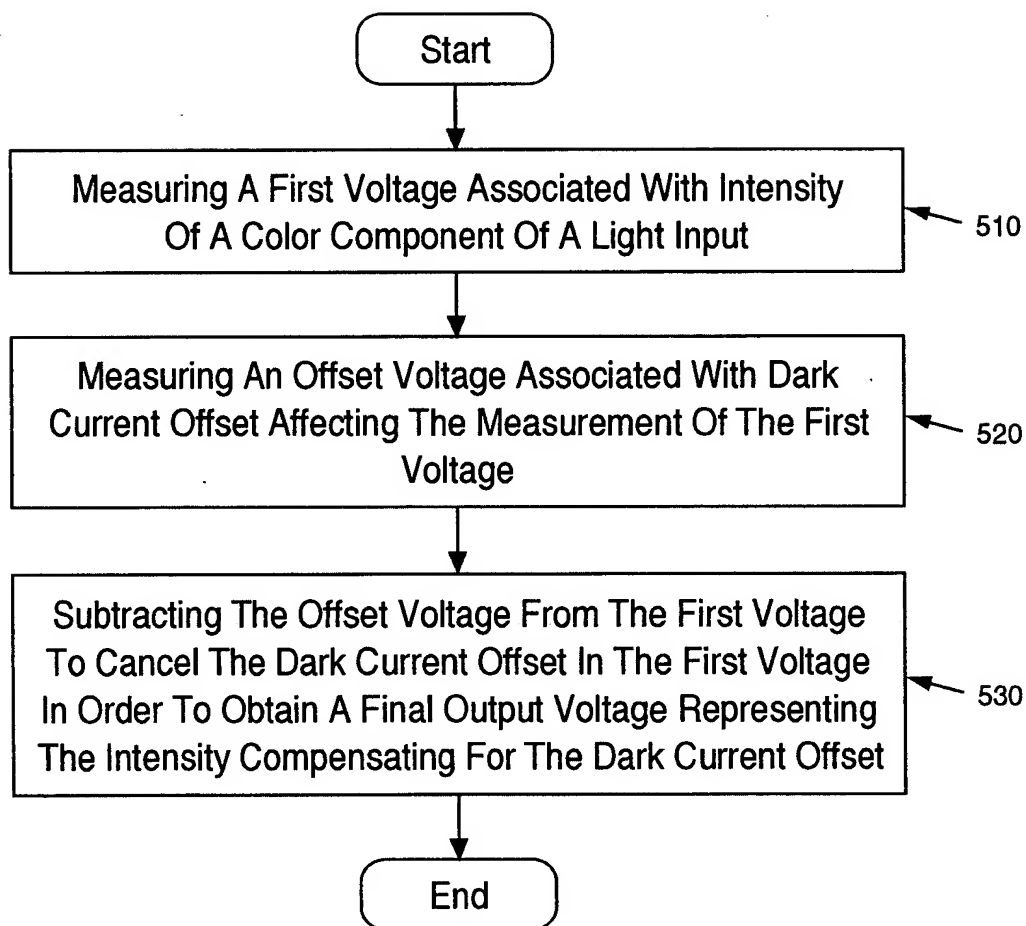 Start
Measuring A First Voltage Associated With Intensity
Of A Color Component Of A Light Input
510
Measuring An Offset Voltage Associated With Dark
Current Offset Affecting The Measurement Of The First
Voltage
520
Subtracting The Offset Voltage From The First Voltage
To Cancel The Dark Current Offset In The First Voltage
In Order To Obtain A Final Output Voltage Representing
The Intensity Compensating For The Dark Current Offset
530
End